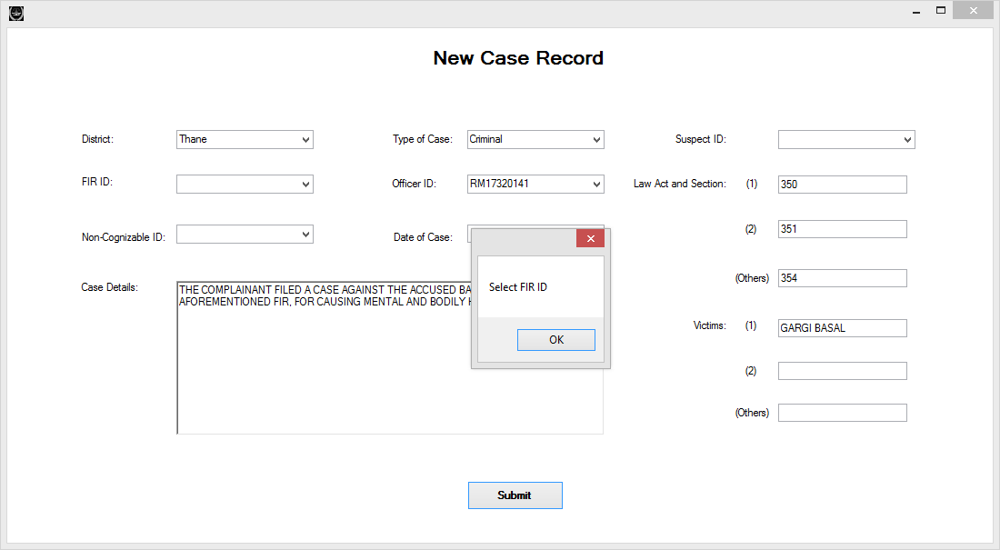 New Case Record
District: Thane Type of Case: Criminal Suspect ID:
FIR ID: Officer ID: RM17320141 Law Act and Section: (1) 350
Non-Cognizable ID: Date of Case: (2) 351
Case Details: THE COMPLAINANT FILED A CASE AGAINST THE ACCUSED
AFOREMENTIONED FIR, FOR CAUSING MENTAL AND BODILY
Select FIR ID
OK
(Others) 354
Victims: (1) GARGI BASAL
(2)
(Others)
Submit